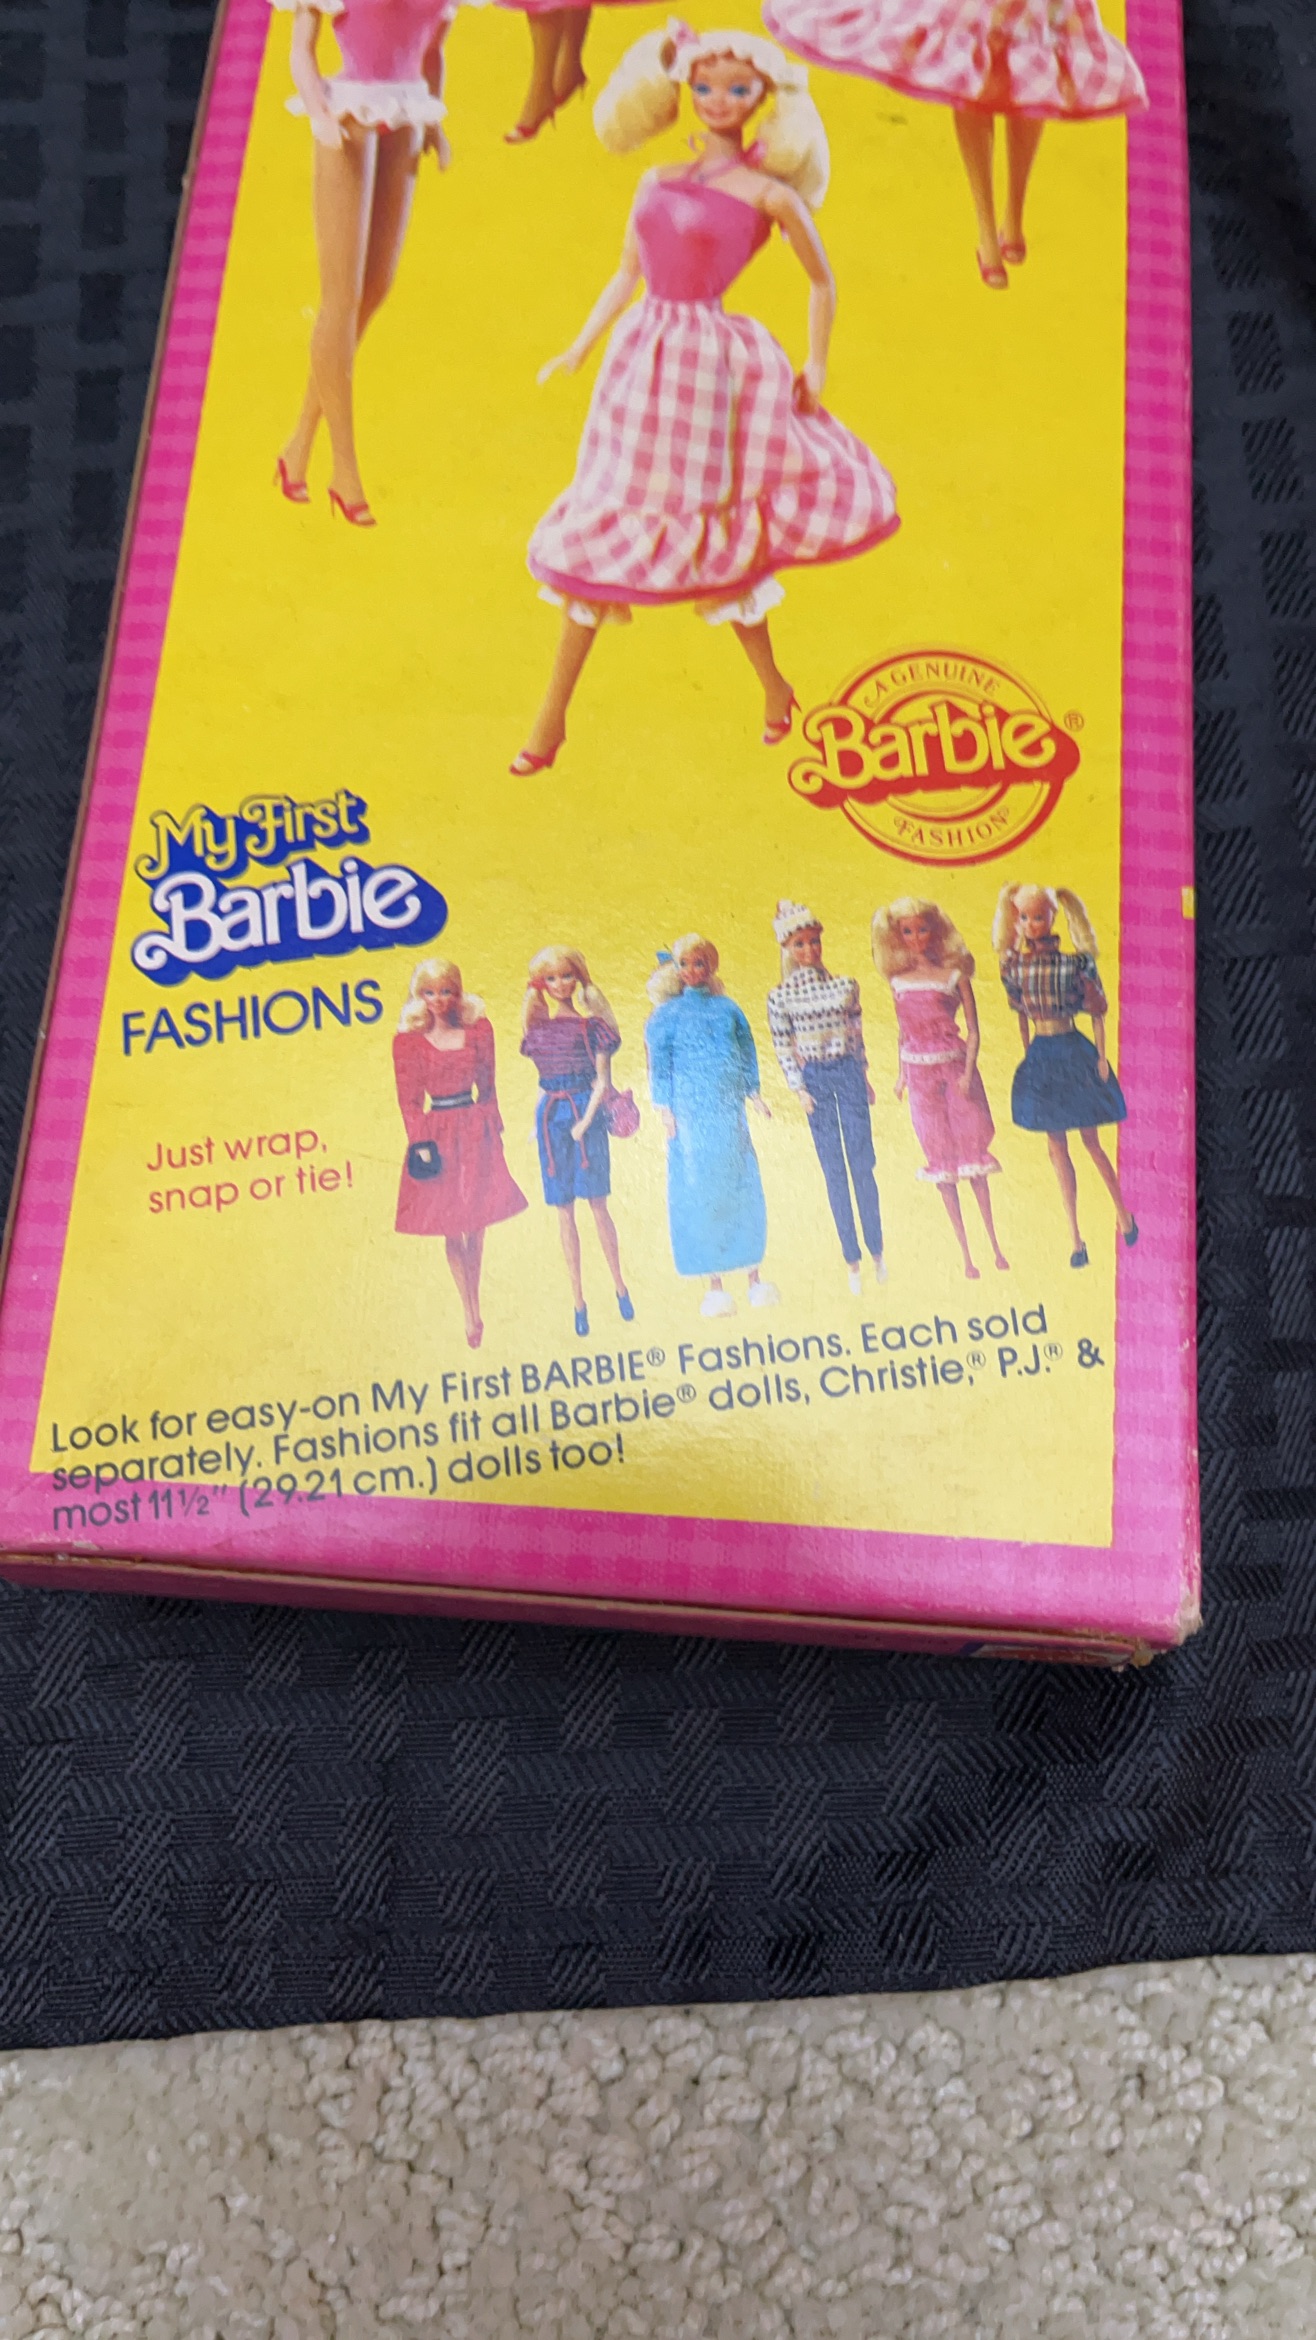 A GENUINE
Barbie®
FASHION
My First
Barbie
FASHIONS
Just wrap,
snap or tie!
Look for easy-on My First BARBIE® Fashions. Each sold
separately. Fashions fit all Barbie® dolls, Christie,® P.J.® &
most 11½" (29.21 cm.) dolls too!